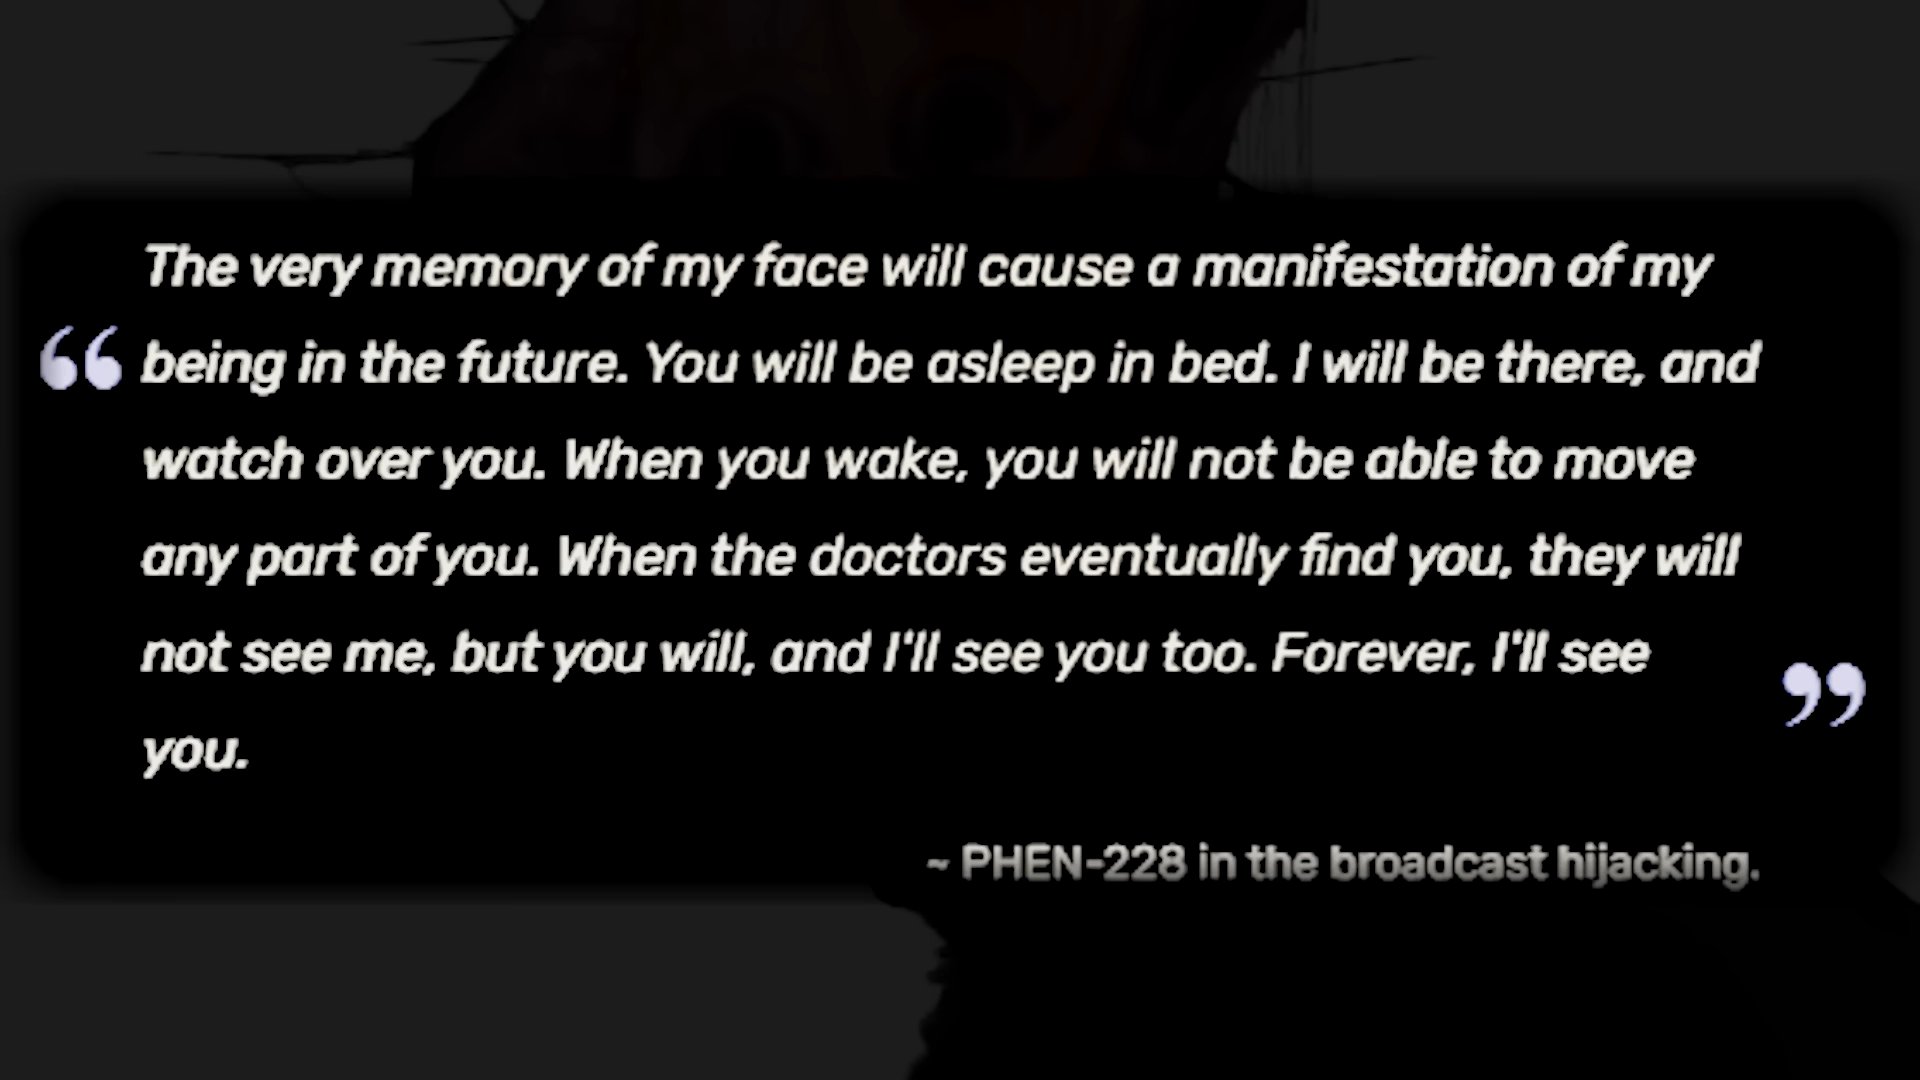 The very memory of my face will cause a manifestation of my
“ being in the future. You will be asleep in bed. I will be there, and
watch over you. When you wake, you will not be able to move
any part of you. When the doctors eventually find you, they will
not see me, but you will, and I'll see you too. Forever, I'll see ”
you.
~ PHEN-228 in the broadcast hijacking.